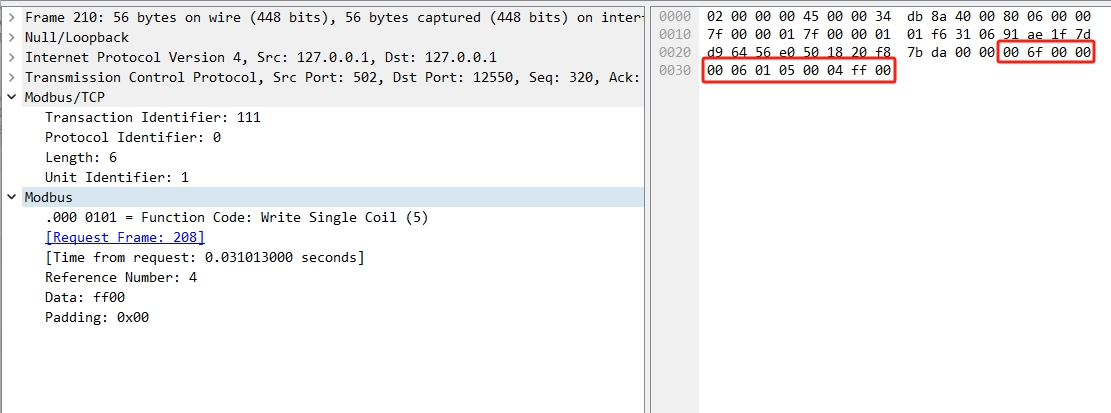 Frame 210: 56 bytes on wire (448 bits), 56 bytes captured (448 bits) on inter
Null/Loopback
Internet Protocol Version 4, Src: 127.0.0.1, Dst: 127.0.0.1
Transmission Control Protocol, Src Port: 502, Dst Port: 12550, Seq: 320, Ack:
Modbus/TCP
Transaction Identifier: 111
Protocol Identifier: 0
Length: 6
Unit Identifier: 1
Modbus
.000 0101 = Function Code: Write Single Coil (5)
[Request Frame: 208]
[Time from request: 0.031013000 seconds]
Reference Number: 4
Data: ff00
Padding: 0x00
0000 02 00 00 00 45 00 00 34 db 8a 40 00 80 06 00 00
0010 7f 00 00 01 7f 00 00 01 01 f6 31 06 91 ae 1f 7d
0020 d9 64 56 e0 50 18 20 f8 7b da 00 00 00 6f 00 00
0030 00 06 01 05 00 04 ff 00